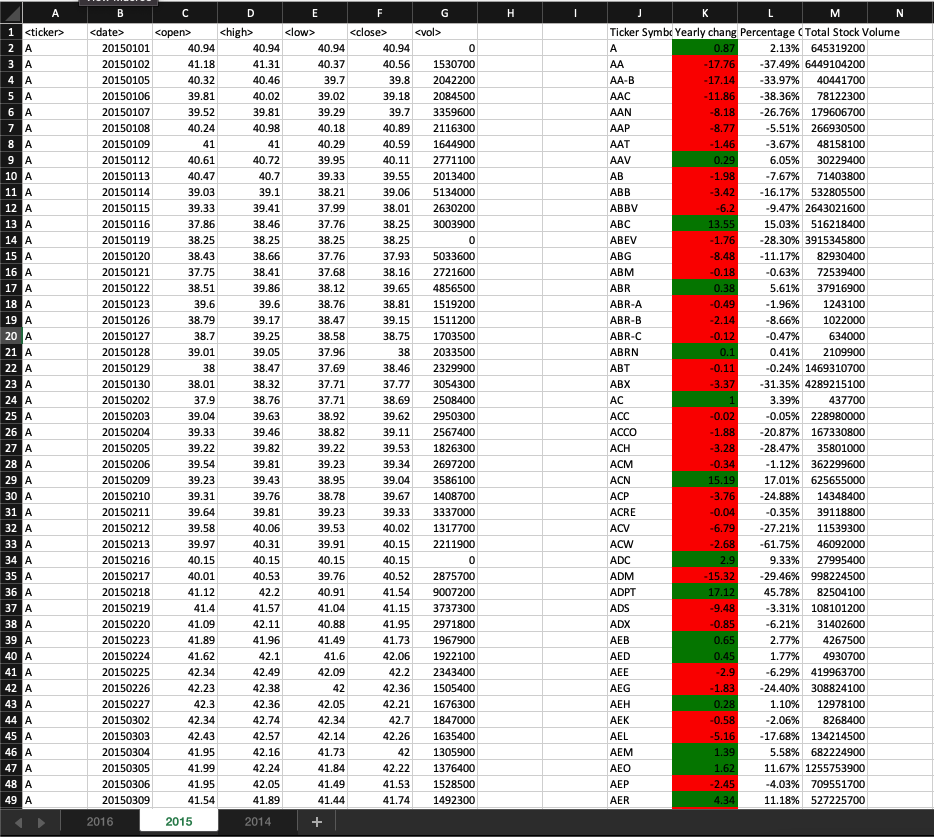 A B C D E F G H I J K L M N
1 <ticker> <date> <open> <high> <low> <close> <vol> Ticker Symbo Yearly chang Percentage C Total Stock Volume
2 A 20150101 40.94 40.94 40.94 40.94 0 A 0.87 2.13% 645319200
3 A 20150102 41.18 41.31 40.37 40.56 1530700 AA -17.76 -37.49% 6449104200
4 A 20150105 40.32 40.46 39.7 39.8 2042200 AA-B -17.14 -33.97% 40441700
5 A 20150106 39.81 40.02 39.02 39.18 2084500 AAC -11.86 -38.36% 78122300
6 A 20150107 39.52 39.81 39.29 39.7 3359600 AAN -8.18 -26.76% 179606700
7 A 20150108 40.24 40.98 40.18 40.89 2116300 AAP -8.77 -5.51% 266930500
8 A 20150109 41 41 40.29 40.59 1644900 AAT -1.46 -3.67% 48158100
9 A 20150112 40.61 40.72 39.95 40.11 2771100 AAV 0.29 6.05% 30229400
10 A 20150113 40.47 40.7 39.33 39.55 2013400 AB -1.98 -7.67% 71403800
11 A 20150114 39.03 39.1 38.21 39.06 5134000 ABB -3.42 -16.17% 532805500
12 A 20150115 39.33 39.41 37.99 38.01 2630200 ABBV -6.2 -9.47% 2643021600
13 A 20150116 37.86 38.46 37.76 38.25 3003900 ABC 13.55 15.03% 516218400
14 A 20150119 38.25 38.25 38.25 38.25 0 ABEV -1.76 -28.30% 3915345800
15 A 20150120 38.43 38.66 37.76 37.93 5033600 ABG -8.48 -11.17% 82930400
16 A 20150121 37.75 38.41 37.68 38.16 2721600 ABM -0.18 -0.63% 72539400
17 A 20150122 38.51 39.86 38.12 39.65 4856500 ABR 0.38 5.61% 37916900
18 A 20150123 39.6 39.6 38.76 38.81 1519200 ABR-A -0.49 -1.96% 1243100
19 A 20150126 38.79 39.17 38.47 39.15 1511200 ABR-B -2.14 -8.66% 1022000
20 A 20150127 38.7 39.25 38.58 38.75 1703500 ABR-C -0.12 -0.47% 634000
21 A 20150128 39.01 39.05 37.96 38 2033500 ABRN 0.1 0.41% 2109900
22 A 20150129 38 38.47 37.69 38.46 2329900 ABT -0.11 -0.24% 1469310700
23 A 20150130 38.01 38.32 37.71 37.77 3054300 ABX -3.37 -31.35% 4289215100
24 A 20150202 37.9 38.76 37.71 38.69 2508400 AC 1 3.39% 437700
25 A 20150203 39.04 39.63 38.92 39.62 2950300 ACC -0.02 -0.05% 228980000
26 A 20150204 39.33 39.46 38.82 39.11 2567400 ACCO -1.88 -20.87% 167330800
27 A 20150205 39.22 39.82 39.22 39.53 1826300 ACH -3.28 -28.47% 35801000
28 A 20150206 39.54 39.81 39.23 39.34 2697200 ACM -0.34 -1.12% 362299600
29 A 20150209 39.23 39.43 38.95 39.04 3586100 ACN 15.19 17.01% 625655000
30 A 20150210 39.31 39.76 38.78 39.67 1408700 ACP -3.76 -24.88% 14348400
31 A 20150211 39.64 39.81 39.23 39.33 3337000 ACRE -0.04 -0.35% 39118800
32 A 20150212 39.58 40.06 39.53 40.02 1317700 ACV -6.79 -27.21% 11539300
33 A 20150213 39.97 40.31 39.91 40.15 2211900 ACW -2.68 -61.75% 46092000
34 A 20150216 40.15 40.15 40.15 40.15 0 ADC 2.9 9.33% 27995400
35 A 20150217 40.01 40.53 39.76 40.52 2875700 ADM -15.32 -29.46% 998224500
36 A 20150218 41.12 42.2 40.91 41.54 9007200 ADPT 17.12 45.78% 82504100
37 A 20150219 41.4 41.57 41.04 41.15 3737300 ADS -9.48 -3.31% 108101200
38 A 20150220 41.09 42.11 40.88 41.95 2971800 ADX -0.85 -6.21% 31402600
39 A 20150223 41.89 41.96 41.49 41.73 1967900 AEB 0.65 2.77% 4267500
40 A 20150224 41.62 42.1 41.6 42.06 1922100 AED 0.45 1.77% 4930700
41 A 20150225 42.34 42.49 42.09 42.2 2343400 AEE -2.9 -6.29% 419963700
42 A 20150226 42.23 42.38 42 42.36 1505400 AEG -1.83 -24.40% 308824100
43 A 20150227 42.3 42.36 42.05 42.21 1676300 AEH 0.28 1.10% 12978100
44 A 20150302 42.34 42.74 42.34 42.7 1847000 AEK -0.58 -2.06% 8268400
45 A 20150303 42.43 42.57 42.14 42.26 1635400 AEL -5.16 -17.68% 134214500
46 A 20150304 41.95 42.16 41.73 42 1305900 AEM 1.39 5.58% 682224900
47 A 20150305 41.99 42.24 41.84 42.22 1376400 AEO 1.62 11.67% 1255753900
48 A 20150306 41.95 42.05 41.49 41.53 1528500 AEP -2.45 -4.03% 709551700
49 A 20150309 41.54 41.89 41.44 41.74 1492300 AER 4.34 11.18% 527225700
2016 2015 2014 +